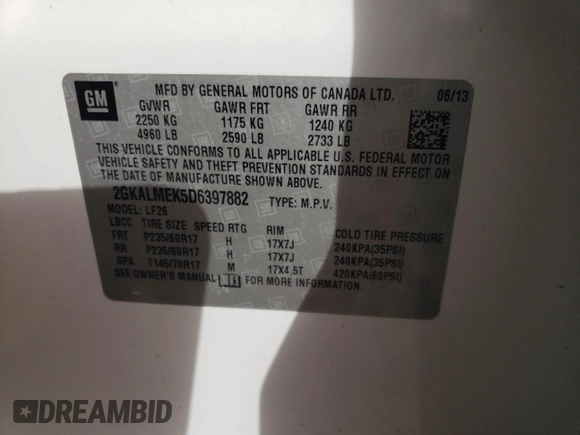 GM
MFD BY GENERAL MOTORS OF CANADA LTD. 06/13
GVWR GAWR FRT GAWR RR
2250 KG 1175 KG 1240 KG
4960 LB 2590 LB 2733 LB
THIS VEHICLE CONFORMS TO ALL APPLICABLE U.S. FEDERAL MOTOR
VEHICLE SAFETY AND THEFT PREVENTION STANDARDS IN EFFECT ON
THE DATE OF MANUFACTURE SHOWN ABOVE.
2GKALMEK5D6397882 TYPE: M.P.V.
MODEL: LF26
LBCC TIRE SIZE SPEED RTG RIM COLD TIRE PRESSURE
FRT P235/60R17 H 17X7J 240KPA(35PSI)
RR P235/60R17 H 17X7J 240KPA(35PSI)
SPA T145/70R17 M 17X4.5T 420KPA(60PSI)
SEE OWNER'S MANUAL FOR MORE INFORMATION.
DREAMBID